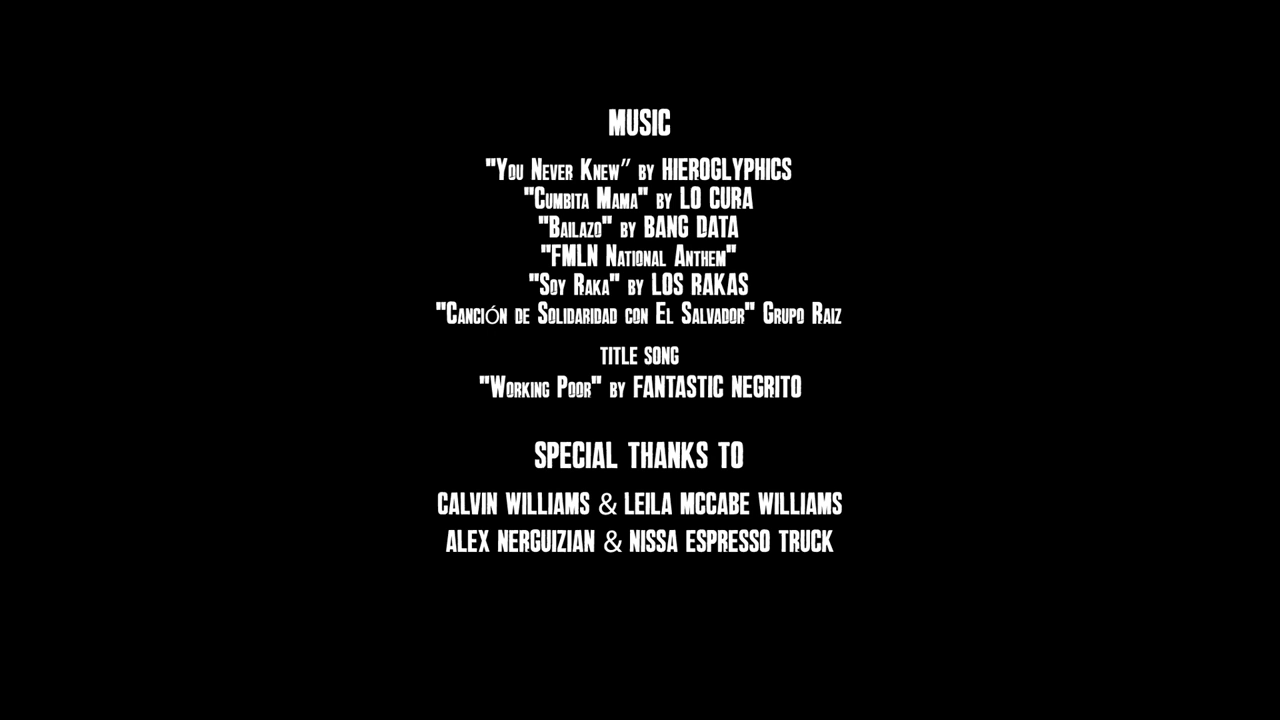 MUSIC
"You Never Knew" by HIEROGLYPHICS
"Cumbita Mama" by LO CURA
"Bailazo" by BANG DATA
"FMLN National Anthem"
"Soy Raka" by LOS RAKAS
"Canción de Solidaridad con El Salvador" Grupo Raiz
TITLE SONG
"Working Poor" by FANTASTIC NEGRITO
SPECIAL THANKS TO
CALVIN WILLIAMS & LEILA MCCABE WILLIAMS
ALEX NERGUIZIAN & NISSA ESPRESSO TRUCK